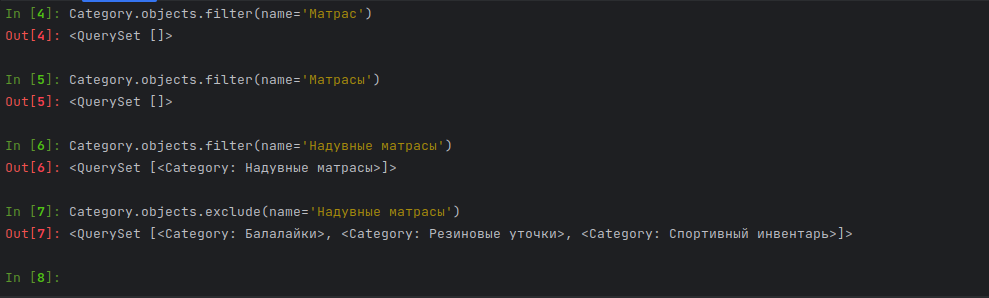 In [4]: Category.objects.filter(name='Матрас')
Out[4]: <QuerySet []>
In [5]: Category.objects.filter(name='Матрасы')
Out[5]: <QuerySet []>
In [6]: Category.objects.filter(name='Надувные матрасы')
Out[6]: <QuerySet [<Category: Надувные матрасы>]>
In [7]: Category.objects.exclude(name='Надувные матрасы')
Out[7]: <QuerySet [<Category: Балалайки>, <Category: Резиновые уточки>, <Category: Спортивный инвентарь>]>
In [8]: